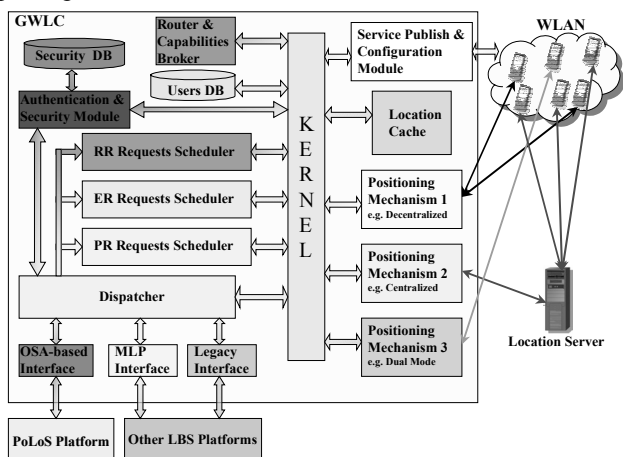 GWLC
Security DB
Router &
Capabilities
Broker
Users DB
Authentication &
Security Module
RR Requests Scheduler
ER Requests Scheduler
PR Requests Scheduler
Dispatcher
OSA-based
Interface
MLP
Interface
Legacy
Interface
PoLoS Platform
Other LBS Platforms
K
E
R
N
E
L
Service Publish &
Configuration
Module
Location
Cache
Positioning
Mechanism 1
e.g. Decentralized
Positioning
Mechanism 2
e.g. Centralized
Positioning
Mechanism 3
e.g. Dual Mode
WLAN
Location Server